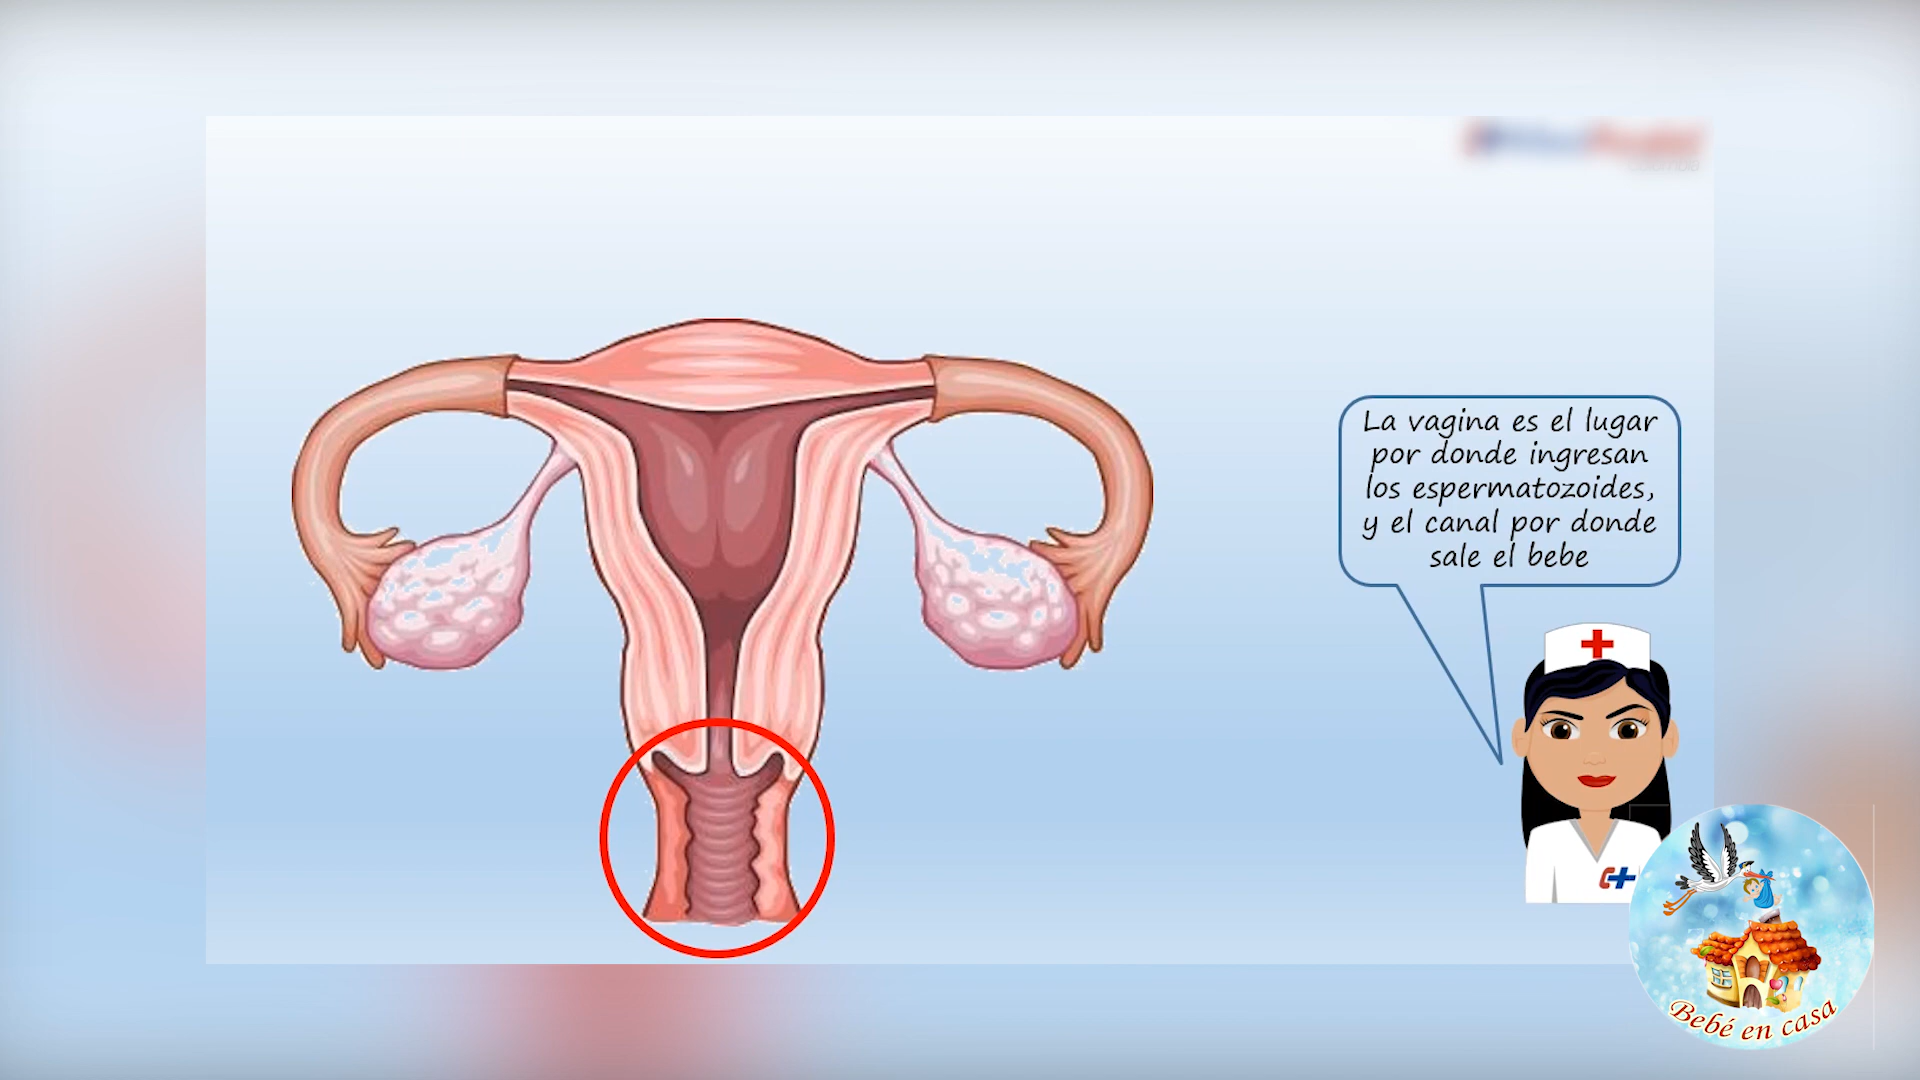 La vagina es el lugar
por donde ingresan
los espermatozoides,
y el canal por donde
sale el bebe
Bebé en casa